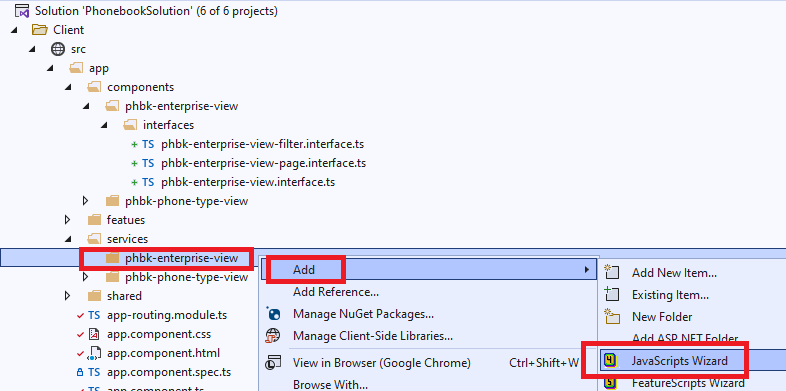 Solution 'PhonebookSolution' (6 of 6 projects)
Client
src
app
components
phbk-enterprise-view
interfaces
TS phbk-enterprise-view-filter.interface.ts
TS phbk-enterprise-view-page.interface.ts
TS phbk-enterprise-view.interface.ts
phbk-phone-type-view
featues
services
phbk-enterprise-view
phbk-phone-type-view
shared
TS app-routing.module.ts
app.component.css
app.component.html
TS app.component.spec.ts
TS app.component.ts
Add
Add Reference...
Manage NuGet Packages...
Manage Client-Side Libraries...
View in Browser (Google Chrome) Ctrl+Shift+W
Browse With...
Add New Item...
Existing Item...
New Folder
Add ASP.NET Folder
JavaScripts Wizard
FeatureScripts Wizard